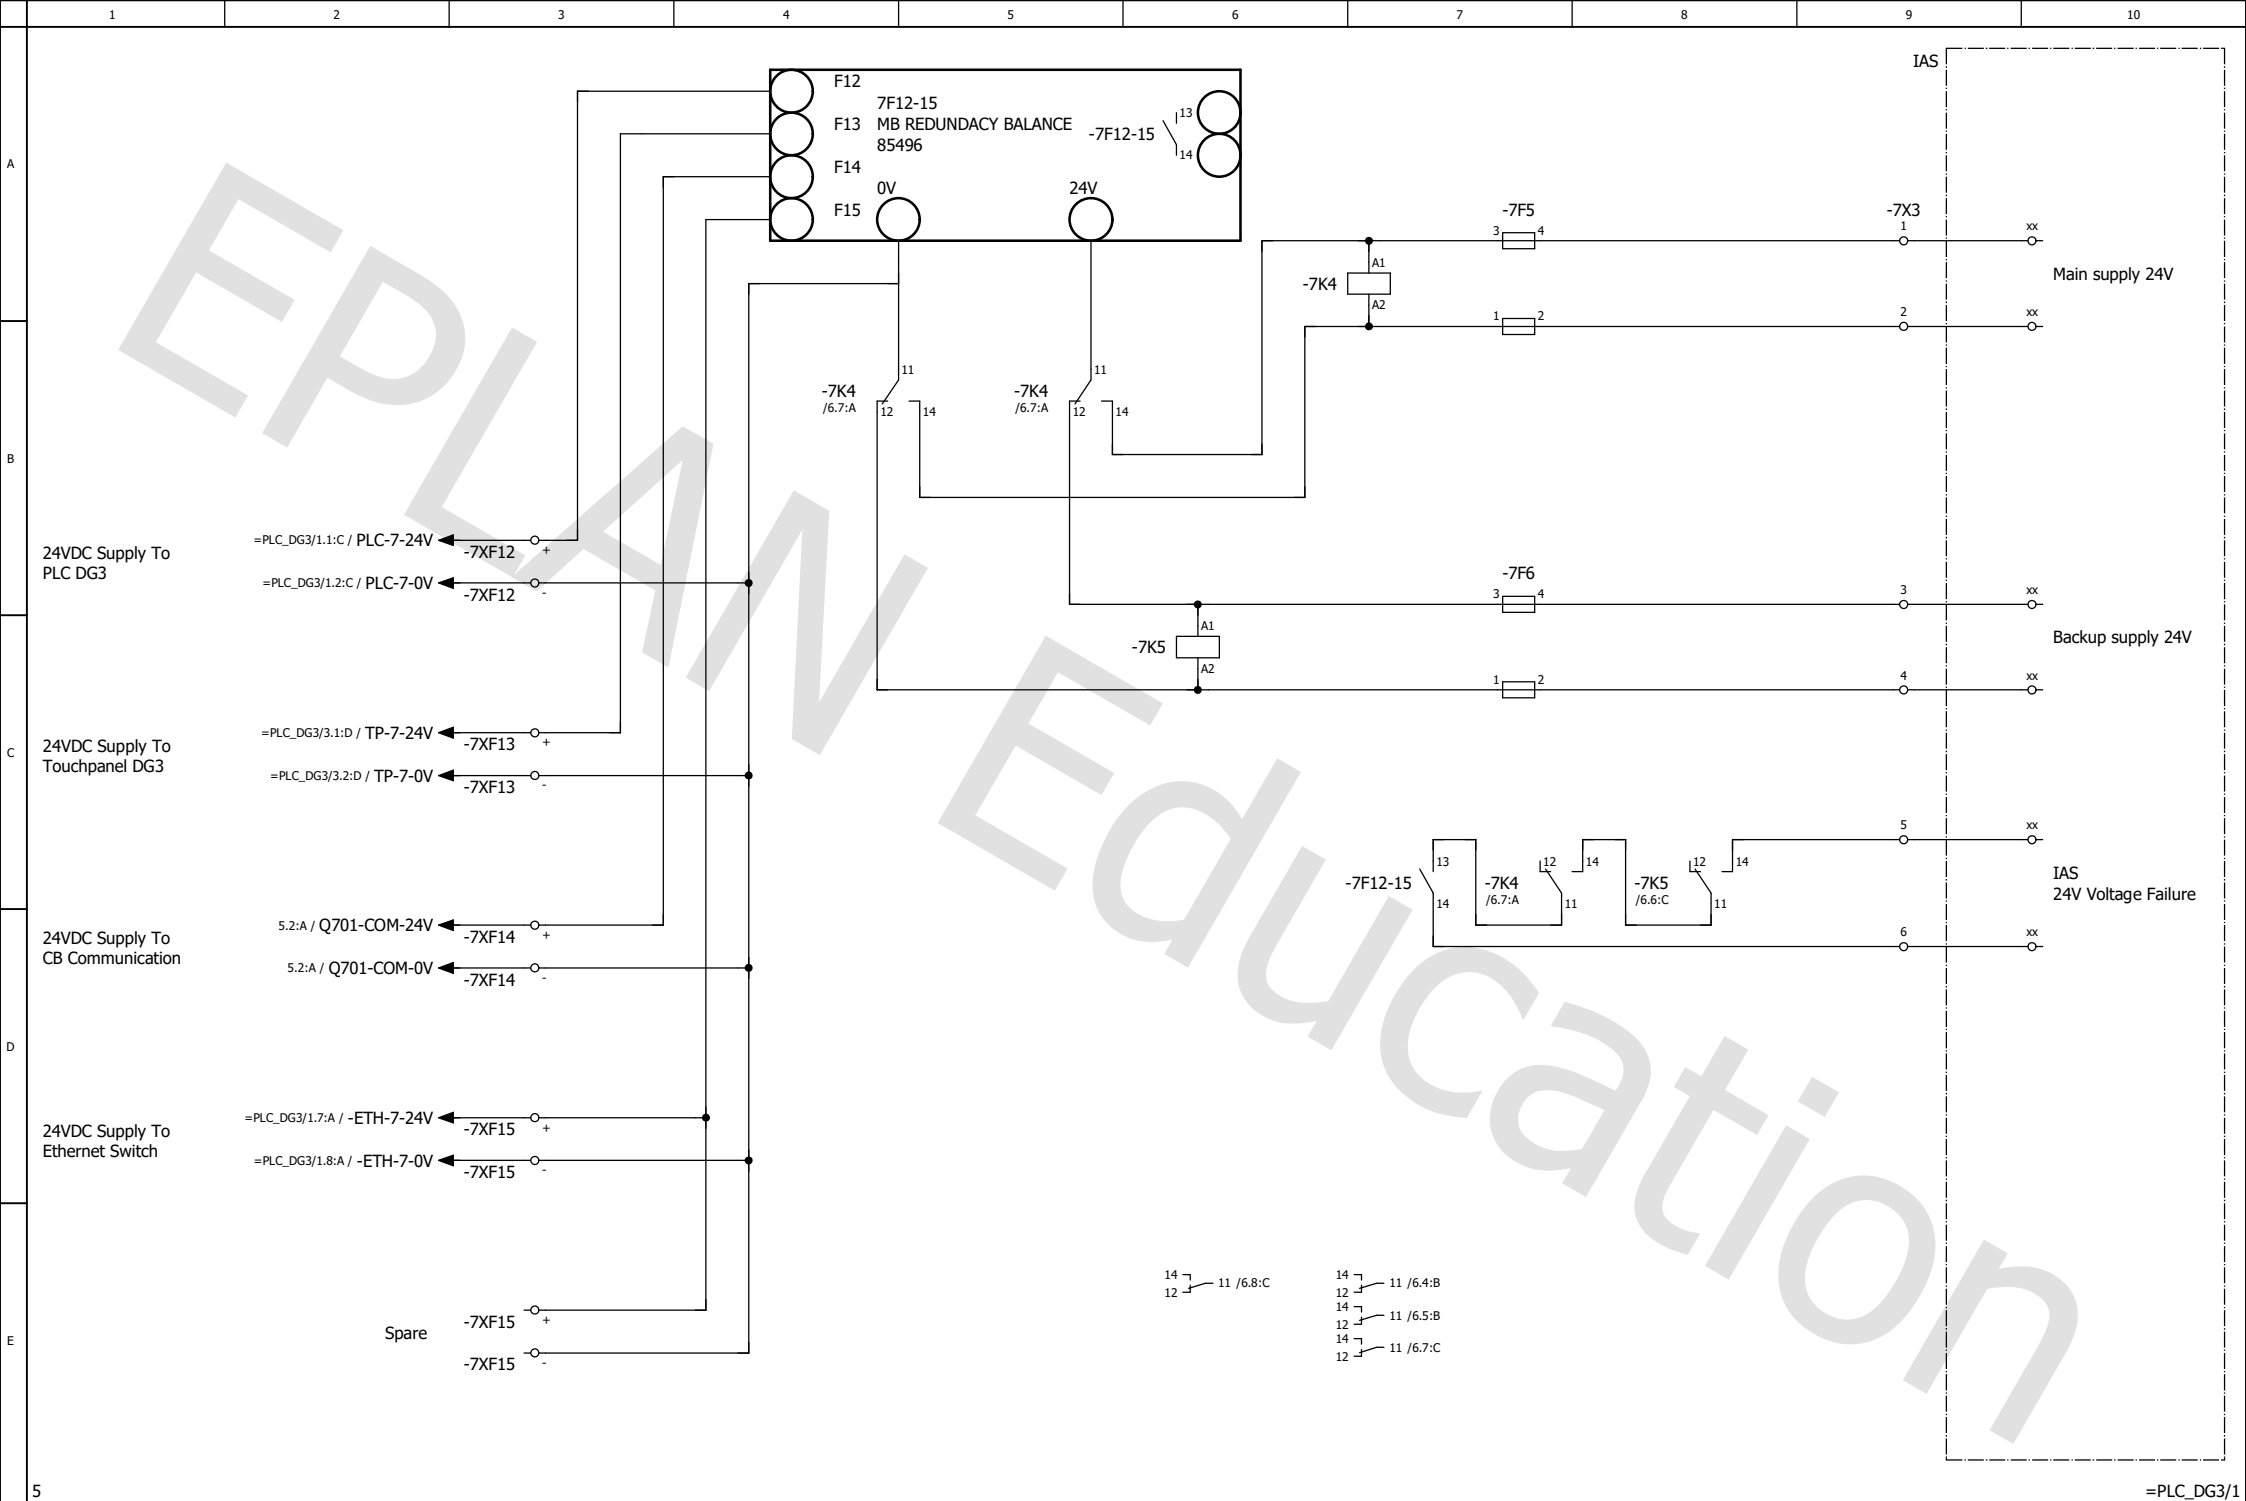 1 2 3 4 5 6 7 8 9 10
A
B
C
D
E
IAS
F12
F13
F14
F15
7F12-15
MB REDUNDACY BALANCE
85496
0V
24V
-7F12-15
13
14
-7F5
3 4
1 2
-7X3
1
2
xx
xx
Main supply 24V
-7K4
A1
A2
-7K4
/6.7:A
11
12
14
-7K4
/6.7:A
11
12
14
24VDC Supply To
PLC DG3
=PLC_DG3/1.1:C / PLC-7-24V
-7XF12 +
=PLC_DG3/1.2:C / PLC-7-0V
-7XF12 -
-7F6
3 4
1 2
3
4
xx
xx
Backup supply 24V
-7K5
A1
A2
24VDC Supply To
Touchpanel DG3
=PLC_DG3/3.1:D / TP-7-24V
-7XF13 +
=PLC_DG3/3.2:D / TP-7-0V
-7XF13 -
-7F12-15
13
14
-7K4
/6.7:A
12
14
11
-7K5
/6.6:C
12
14
11
5
6
xx
xx
IAS
24V Voltage Failure
24VDC Supply To
CB Communication
5.2:A / Q701-COM-24V
-7XF14 +
5.2:A / Q701-COM-0V
-7XF14 -
24VDC Supply To
Ethernet Switch
=PLC_DG3/1.7:A / -ETH-7-24V
-7XF15 +
=PLC_DG3/1.8:A / -ETH-7-0V
-7XF15 -
Spare
-7XF15 +
-7XF15 -
14
12
11 /6.8:C
14
12
11 /6.4:B
14
12
11 /6.5:B
14
12
11 /6.7:C
EPLAN Education
5
=PLC_DG3/1